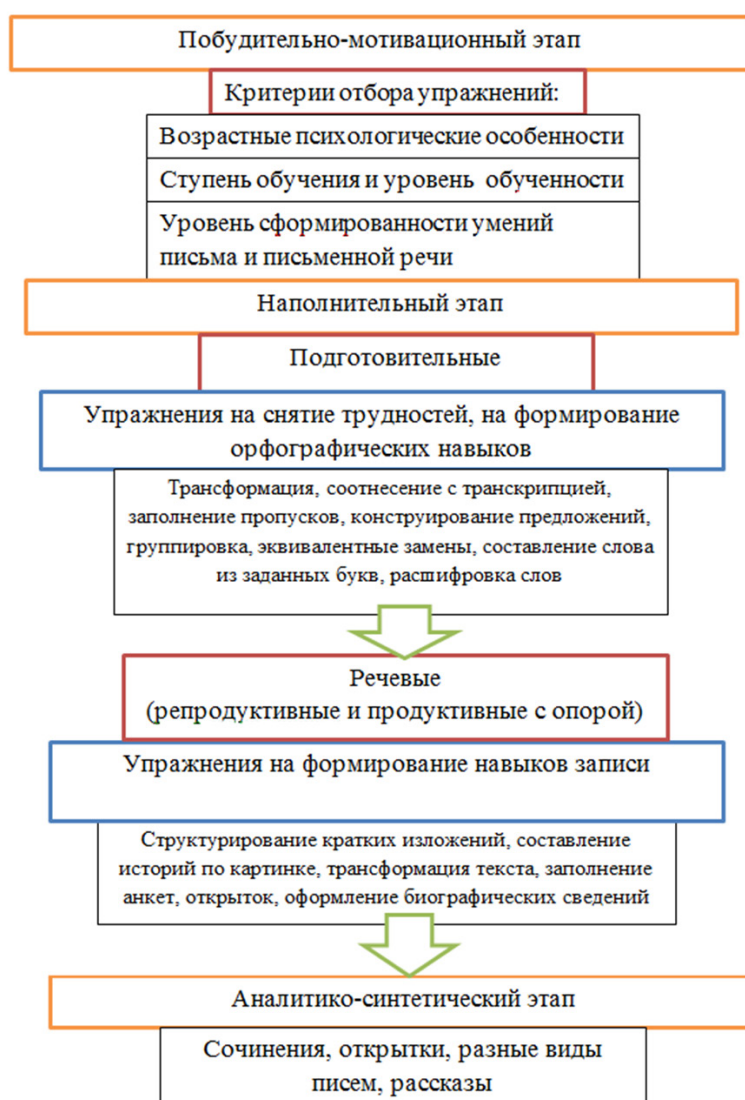 Побудительно-мотивационный этап
Критерии отбора упражнений:
Возрастные психологические особенности
Ступень обучения и уровень обученности
Уровень сформированности умений
письма и письменной речи
Наполнительный этап
Подготовительные
Упражнения на снятие трудностей, на формирование
орфографических навыков
Трансформация, соотнесение с транскрипцией,
заполнение пропусков, конструирование предложений,
группировка, эквивалентные замены, составление слова
из заданных букв, расшифровка слов
Речевые
(репродуктивные и продуктивные с опорой)
Упражнения на формирование навыков записи
Структурирование кратких изложений, составление
историй по картинке, трансформация текста, заполнение
анкет, открыток, оформление биографических сведений
Аналитико-синтетический этап
Сочинения, открытки, разные виды
писем, рассказы